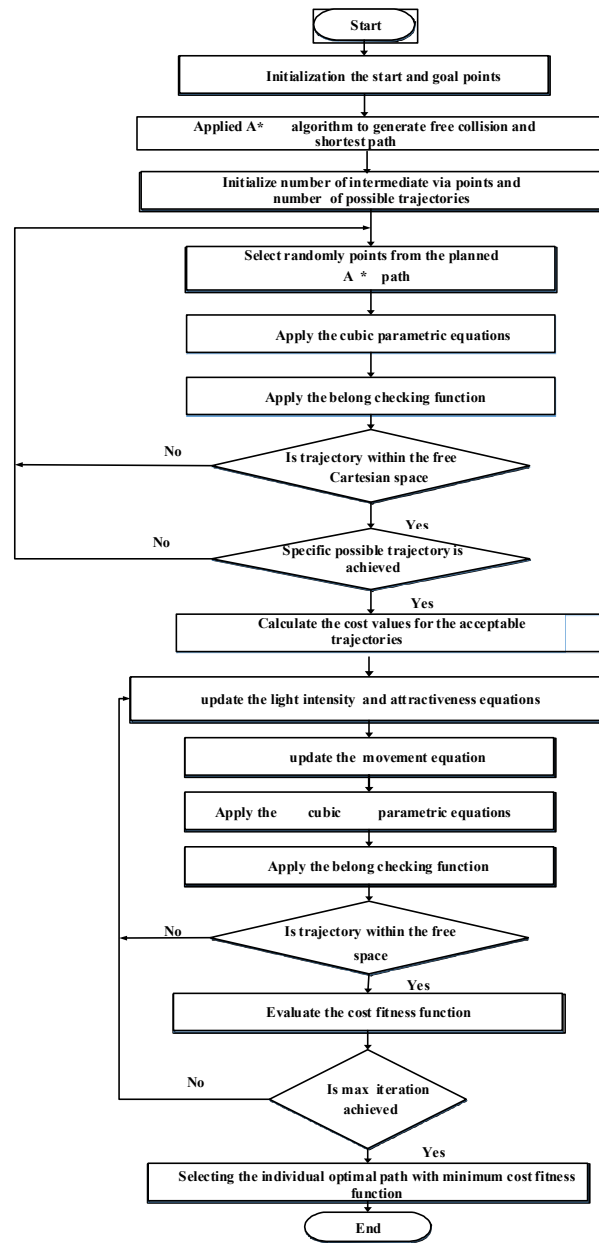 Start
Initialization the start and goal points
Applied A* algorithm to generate free collision and
shortest path
Initialize number of intermediate via points and
number of possible trajectories
Select randomly points from the planned
A * path
Apply the cubic parametric equations
Apply the belong checking function
No
Is trajectory within the free
Cartesian space
Yes
No
Specific possible trajectory is
achieved
Yes
Calculate the cost values for the acceptable
trajectories
update the light intensity and attractiveness equations
update the movement equation
Apply the cubic parametric equations
Apply the belong checking function
No
Is trajectory within the free
space
Yes
Evaluate the cost fitness function
No
Is max iteration
achieved
Yes
Selecting the individual optimal path with minimum cost fitness
function
End